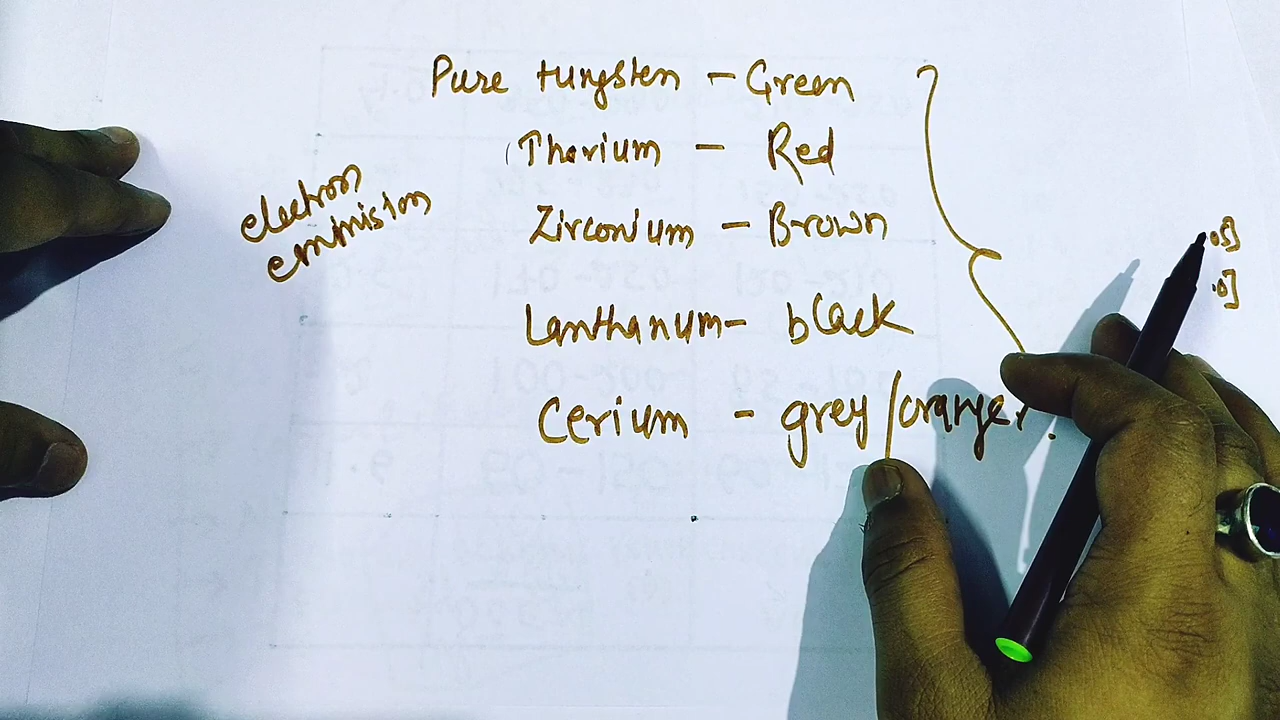 Pure tungsten - Green
Thorium - Red
Zirconium - Brown
Lanthanum - black
Cerium - grey/orange
electron
emmision